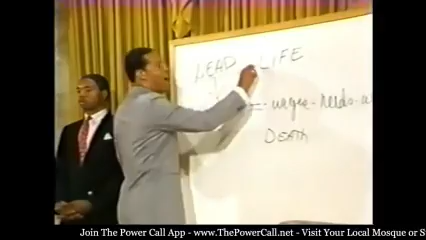 LEAD LIFE
- wages - needs - a
DEATH
Join The Power Call App - www.ThePowerCall.net - Visit Your Local Mosque or S